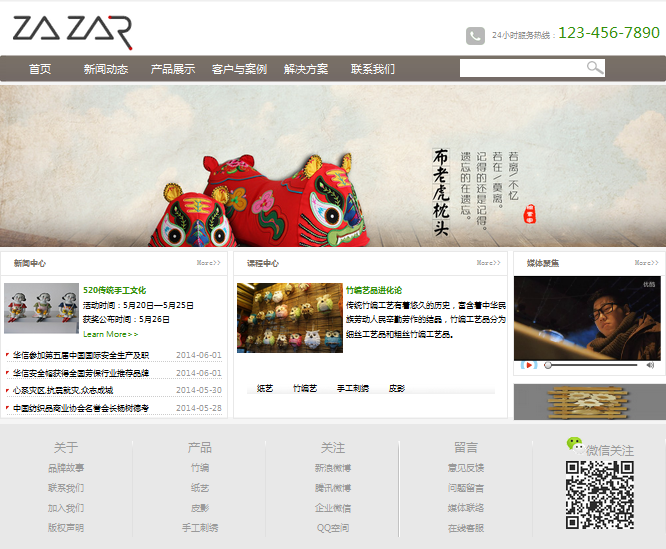 ZAZAR
24小时服务热线：123-456-7890
首页 新闻动态 产品展示 客户与案例 解决方案 联系我们
布老虎枕头
若离/不忆
若在/莫离。
记得的还是记得。
遗忘的在遗忘。
新闻中心 More>>
520传统手工文化
活动时间：5月20日—5月25日
获奖公布时间：5月26日
Learn More>>
华信参加第五届中国国际安全生产及职 2014-06-01
华信安全帽获得全国劳保行业推荐品牌 2014-06-01
心系灾区,抗震救灾,众志成城 2014-05-30
中国纺织品商业协会名誉会长杨树德考 2014-05-28
课程中心 More>>
竹编艺品进化论
传统竹编工艺有着悠久的历史，富含着中华民
族劳动人民辛勤劳作的结晶，竹编工艺品分为
细丝工艺品和粗丝竹编工艺品。
纸艺 竹编艺 手工刺绣 皮影
媒体聚焦 More>>
优酷
关于
品牌故事
联系我们
加入我们
版权声明
产品
竹编
纸艺
皮影
手工刺绣
关注
新浪微博
腾讯微博
企业微信
QQ空间
留言
意见反馈
问题留言
媒体联络
在线客服
微信关注